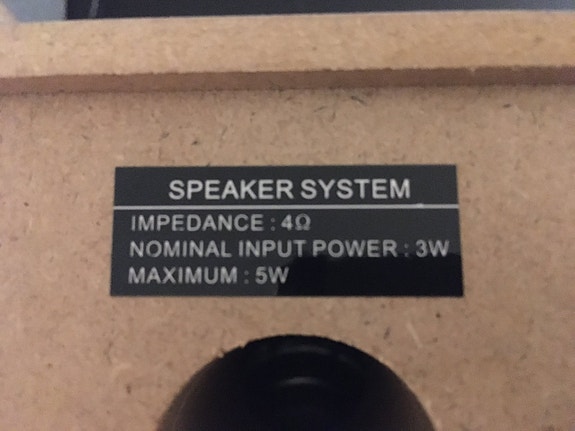 SPEAKER SYSTEM
IMPEDANCE : 4Ω
NOMINAL INPUT POWER : 3W
MAXIMUM : 5W